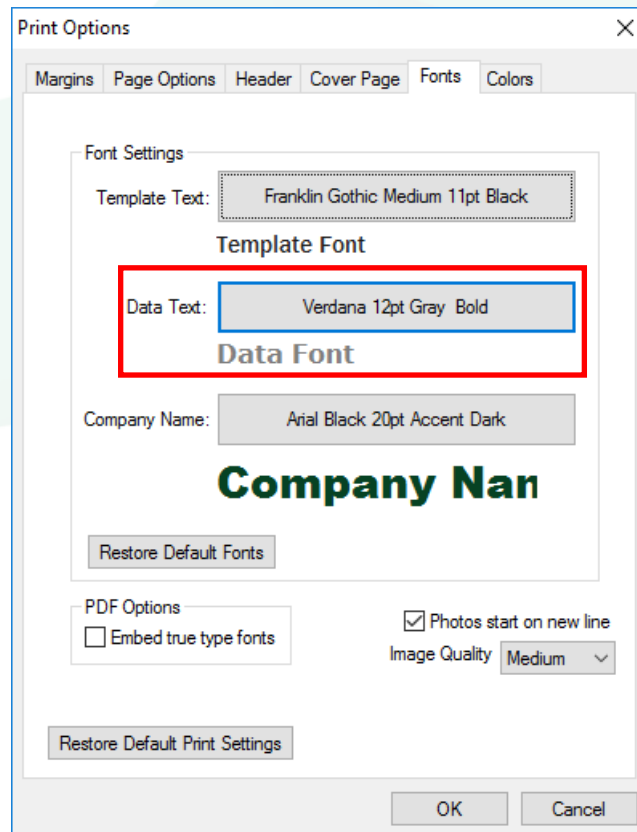 Print Options
Margins Page Options Header Cover Page Fonts Colors
Font Settings
Template Text: Franklin Gothic Medium 11pt Black
Template Font
Data Text: Verdana 12pt Gray Bold
Data Font
Company Name: Arial Black 20pt Accent Dark
Company Nan
Restore Default Fonts
PDF Options
Embed true type fonts
Photos start on new line
Image Quality Medium
Restore Default Print Settings
OK Cancel